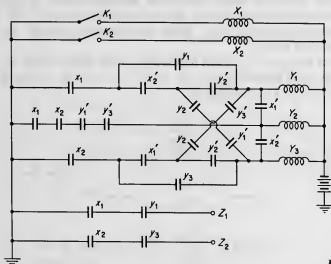 K₁ X₁
K₂ X₂
y₁
x₁ x₂' y₂' Y₁
y₂ y₃' x₁'
x₁ x₂ y₁' y₃' Y₂
y₂ y₁' x₂'
x₂ x₁' y₂' Y₃
y₃
x₁ y₁ Z₁
x₂ y₃ Z₂